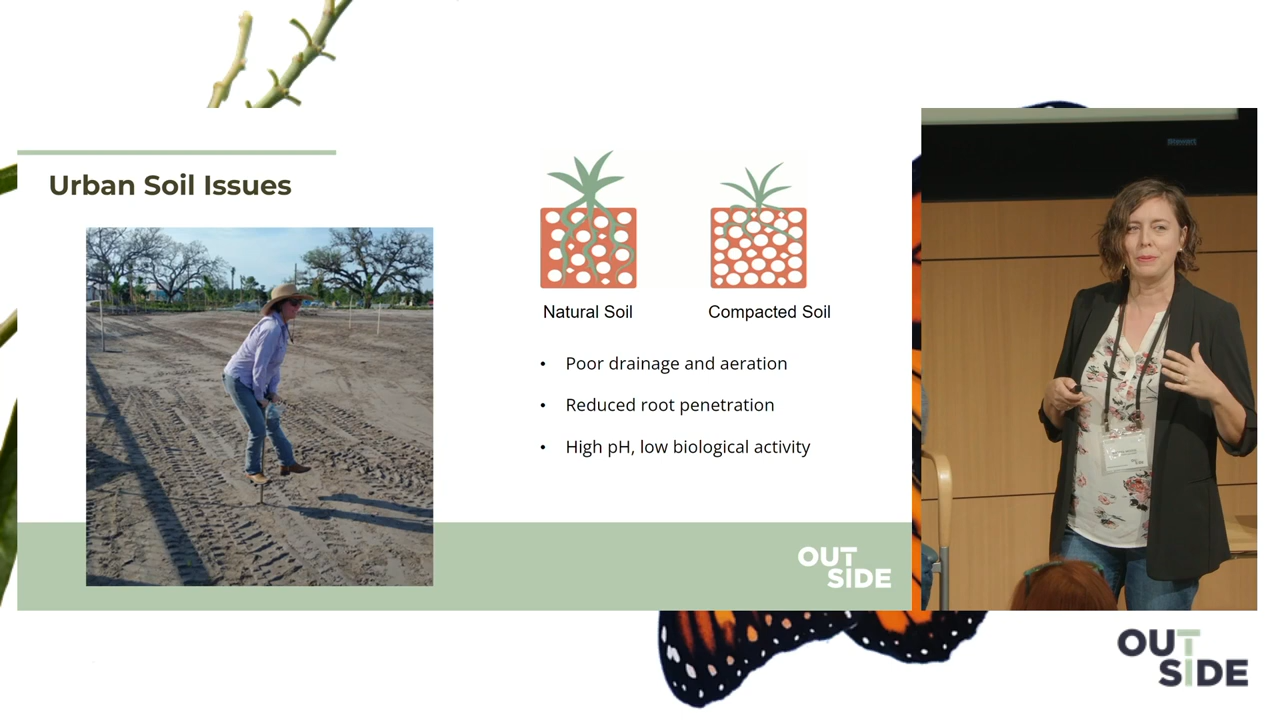 Urban Soil Issues
Natural Soil
Compacted Soil
• Poor drainage and aeration
• Reduced root penetration
• High pH, low biological activity
OUT
SIDE
Stewart
OUT
SIDE